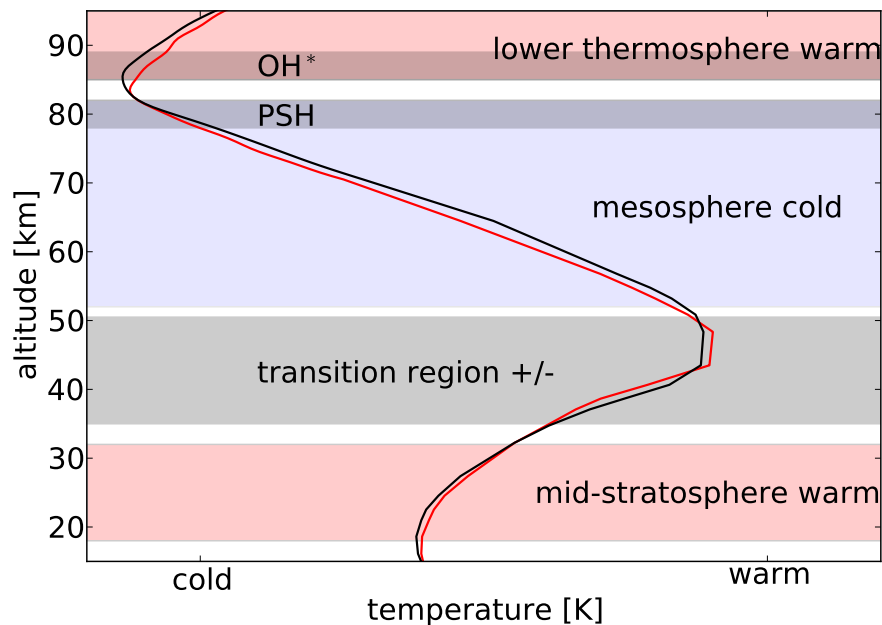 90
80
70
60
50
40
30
20
altitude [km]
lower thermosphere warm
OH*
PSH
mesosphere cold
transition region +/-
mid-stratosphere warm
cold
warm
temperature [K]